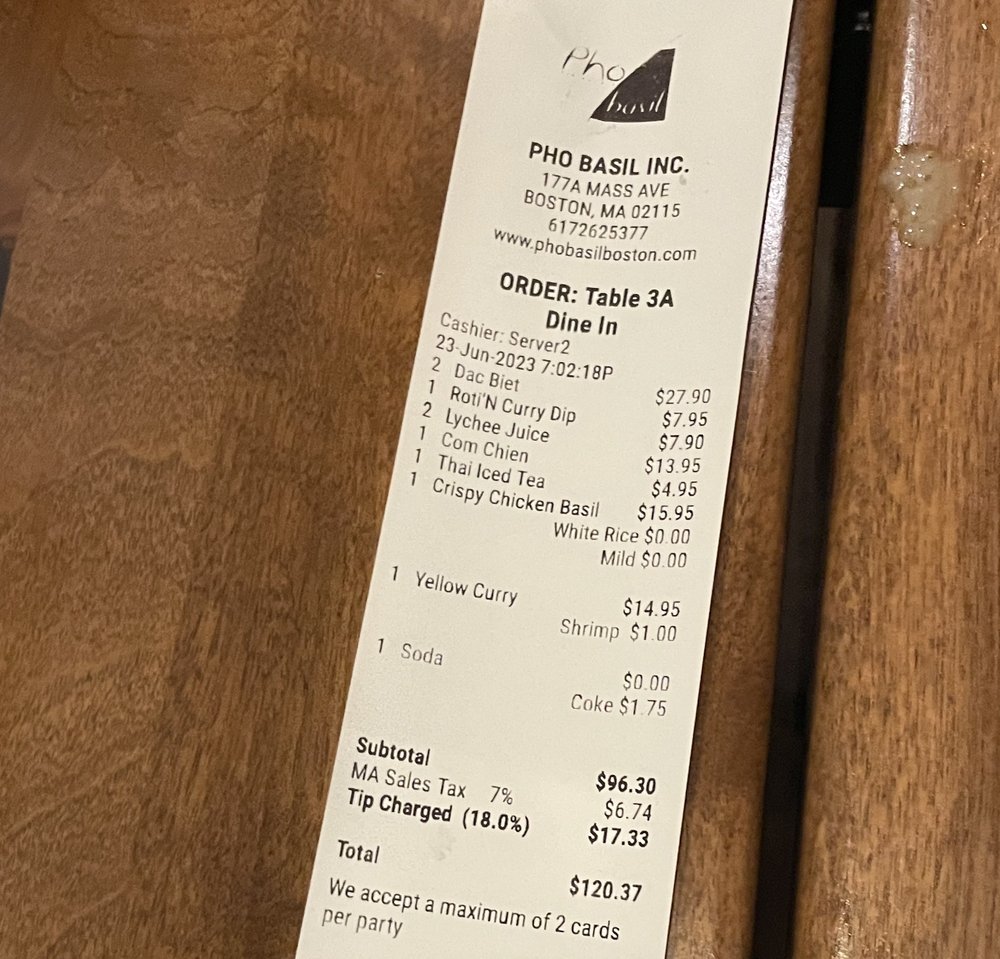 Pho
basil
PHO BASIL INC.
177A MASS AVE
BOSTON, MA 02115
6172625377
www.phobasilboston.com
ORDER: Table 3A
Dine In
Cashier: Server2
23-Jun-2023 7:02:18P
2 Dac Biet $27.90
1 Roti'N Curry Dip $7.95
2 Lychee Juice $7.90
1 Com Chien $13.95
1 Thai Iced Tea $4.95
1 Crispy Chicken Basil $15.95
White Rice $0.00
Mild $0.00
1 Yellow Curry $14.95
Shrimp $1.00
1 Soda $0.00
Coke $1.75
Subtotal $96.30
MA Sales Tax 7% $6.74
Tip Charged (18.0%) $17.33
Total $120.37
We accept a maximum of 2 cards
per party